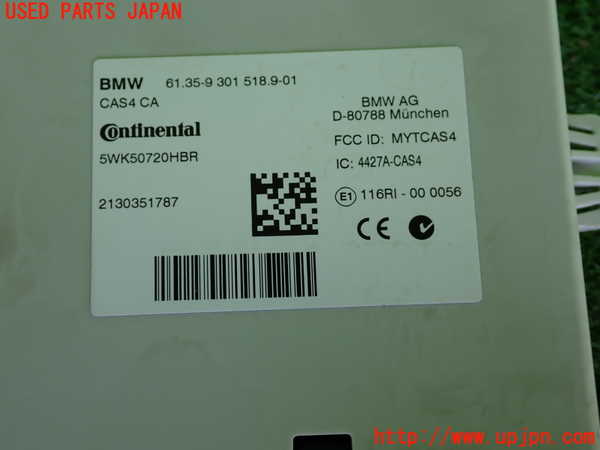 USED PARTS JAPAN
BMW 61.35-9 301 518.9-01
CAS4 CA
Continental
5WK50720HBR
2130351787
BMW AG
D-80788 München
FCC ID: MYTCAS4
IC: 4427A-CAS4
E1 116RI - 00 0056
CE
http://www.upjpn.com/